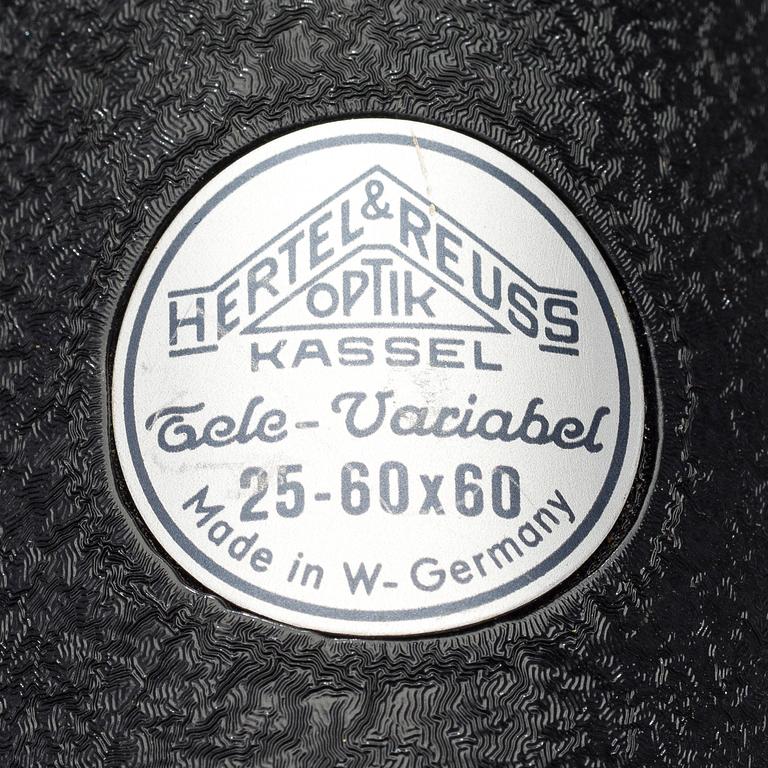 HERTEL & REUSS
OPTIK
KASSEL
Tele-Variabel
25-60x60
Made in W-Germany